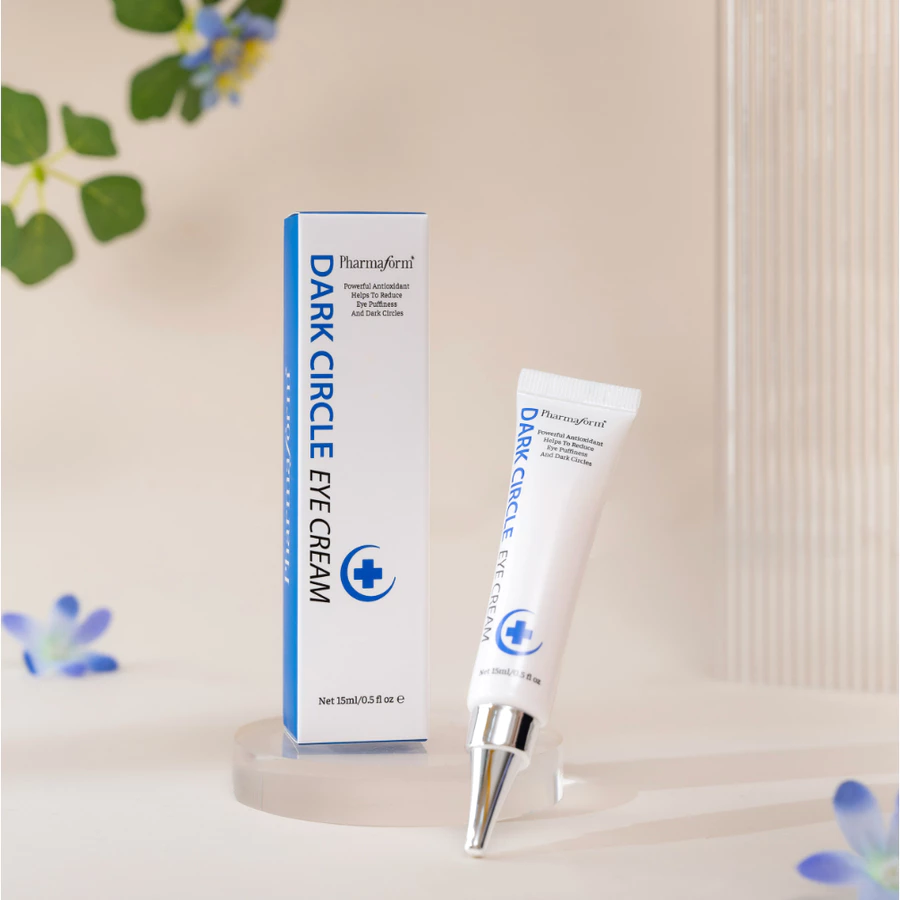 Pharmaform
Powerful Antioxidant
Helps To Reduce
Eye Puffiness
And Dark Circles
DARK CIRCLE EYE CREAM
Net 15ml/0.5 fl oz ℮
Pharmaform
Pharmaform
Powerful Antioxidant
Helps To Reduce
Eye Puffiness
And Dark Circles
DARK CIRCLE EYE CREAM
Net 15ml/0.5 fl oz